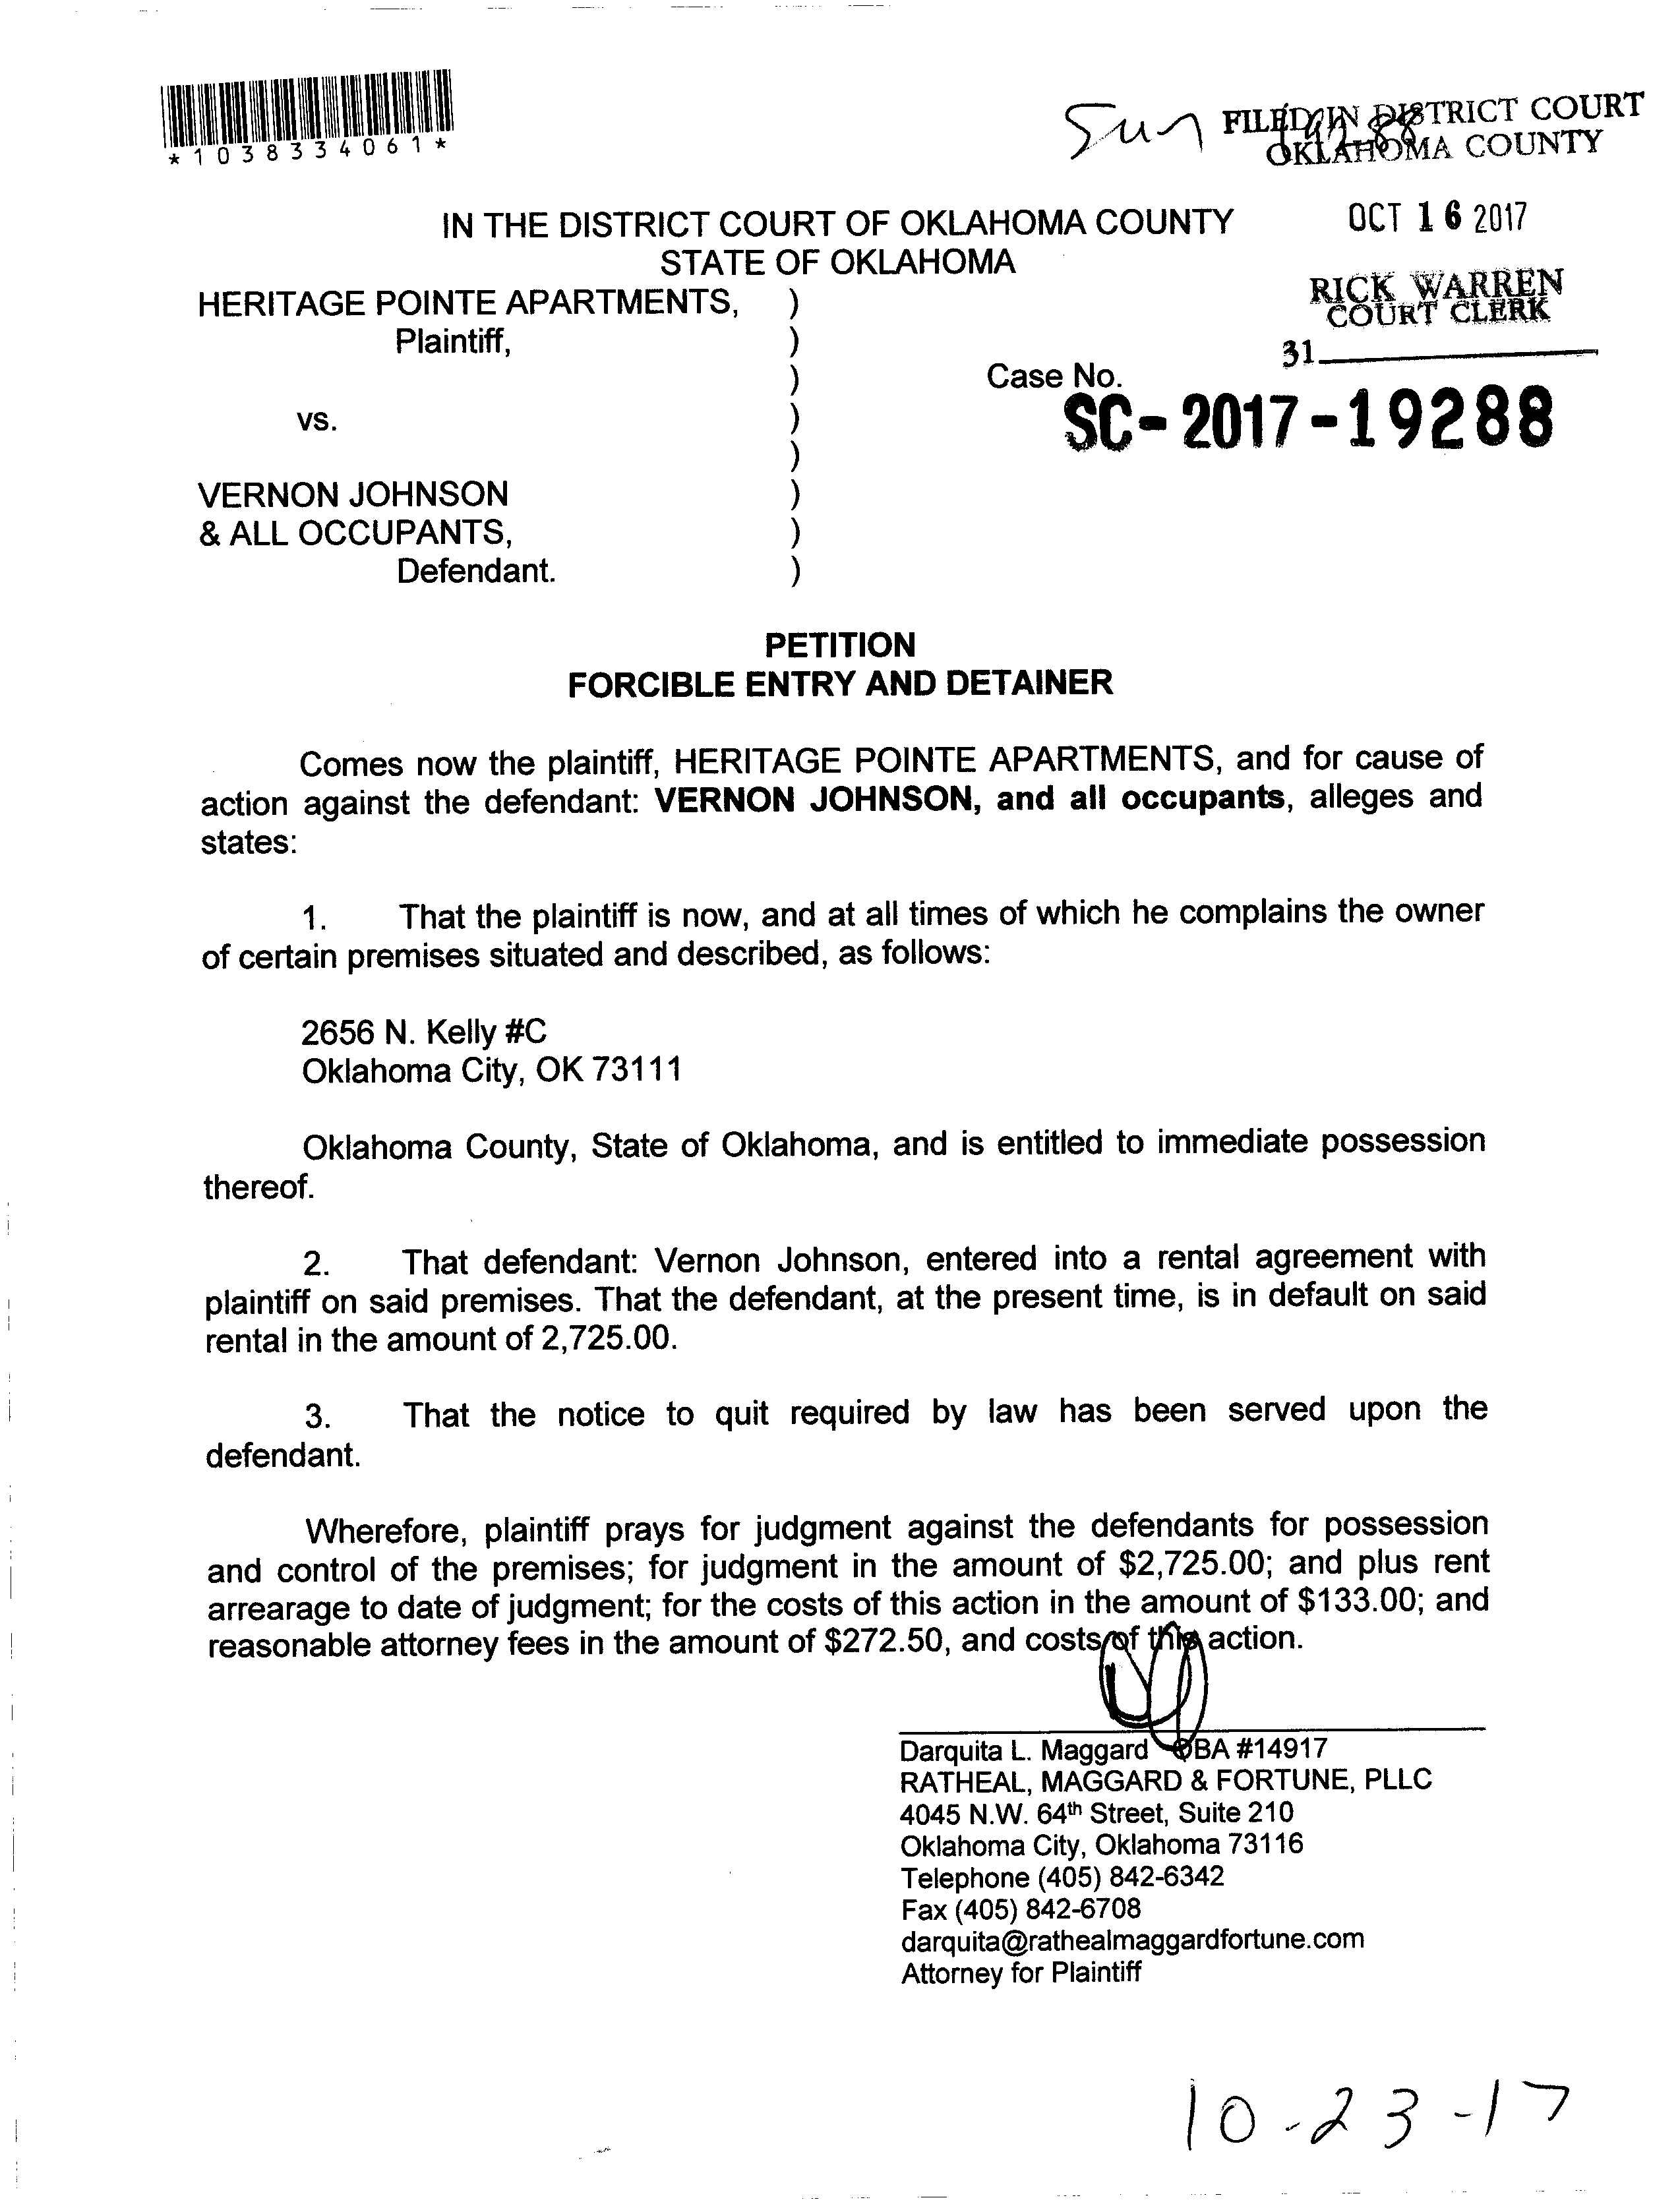 *1038334061*
Sun 19288
FILED IN DISTRICT COURT
OKLAHOMA COUNTY
IN THE DISTRICT COURT OF OKLAHOMA COUNTY
OCT 16 2017
STATE OF OKLAHOMA
HERITAGE POINTE APARTMENTS, )
RICK WARREN
COURT CLERK
Plaintiff, )
31
) Case No.
vs. ) SC-2017-19288
)
VERNON JOHNSON )
& ALL OCCUPANTS, )
Defendant. )
PETITION
FORCIBLE ENTRY AND DETAINER
Comes now the plaintiff, HERITAGE POINTE APARTMENTS, and for cause of
action against the defendant: VERNON JOHNSON, and all occupants, alleges and
states:
1. That the plaintiff is now, and at all times of which he complains the owner
of certain premises situated and described, as follows:
2656 N. Kelly #C
Oklahoma City, OK 73111
Oklahoma County, State of Oklahoma, and is entitled to immediate possession
thereof.
2. That defendant: Vernon Johnson, entered into a rental agreement with
plaintiff on said premises. That the defendant, at the present time, is in default on said
rental in the amount of 2,725.00.
3. That the notice to quit required by law has been served upon the
defendant.
Wherefore, plaintiff prays for judgment against the defendants for possession
and control of the premises; for judgment in the amount of $2,725.00; and plus rent
arrearage to date of judgment; for the costs of this action in the amount of $133.00; and
reasonable attorney fees in the amount of $272.50, and costs of this action.
Darquita L. Maggard OBA #14917
RATHEAL, MAGGARD & FORTUNE, PLLC
4045 N.W. 64th Street, Suite 210
Oklahoma City, Oklahoma 73116
Telephone (405) 842-6342
Fax (405) 842-6708
darquita@rathealmaggardfortune.com
Attorney for Plaintiff
10-23-17